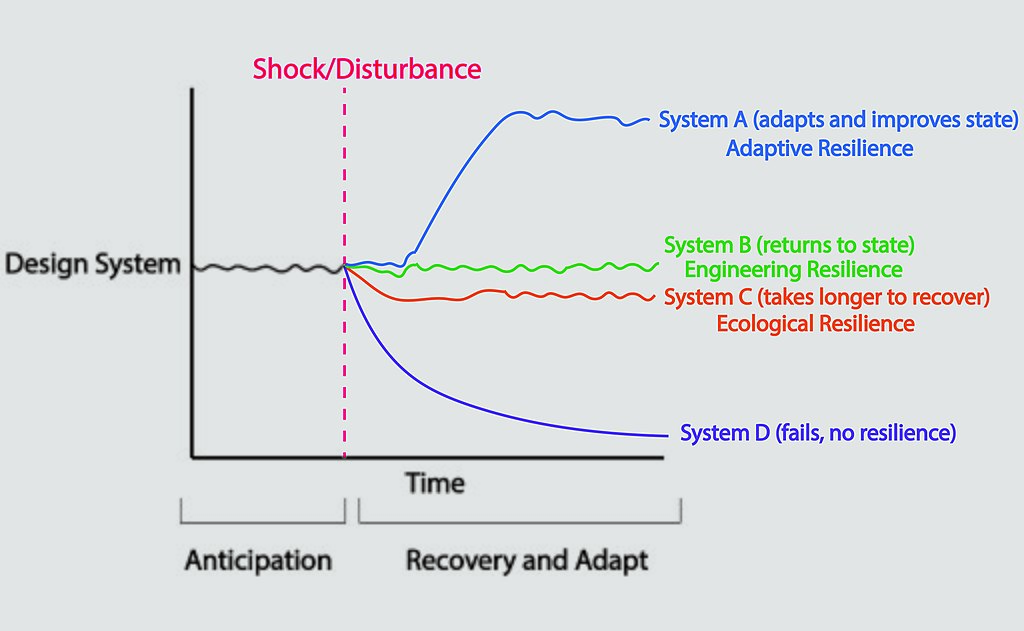 Shock/Disturbance
System A (adapts and improves state)
Adaptive Resilience
System B (returns to state)
Design System
Engineering Resilience
System C (takes longer to recover)
Ecological Resilience
System D (fails, no resilience)
Time
Anticipation
Recovery and Adapt